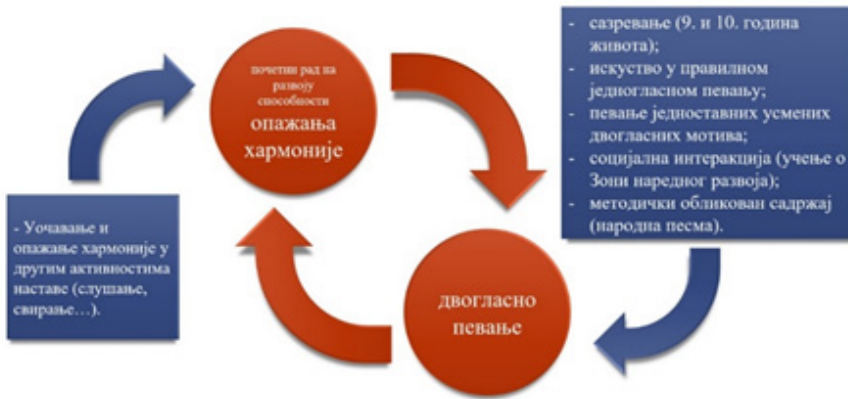 почетни рад на
развоју
способности
опажања
хармоније
- сазревање (9. и 10. година
живота);
- искуство у правилном
једногласном певању;
- певање једноставних усмених
двогласних мотива;
- социјална интеракција (учење о
Зони наредног развоја);
- методички обликован садржај
(народна песма).
- Уочавање и
опажање хармоније у
другим активностима
наставе (слушање,
свирање…).
двогласно
певање